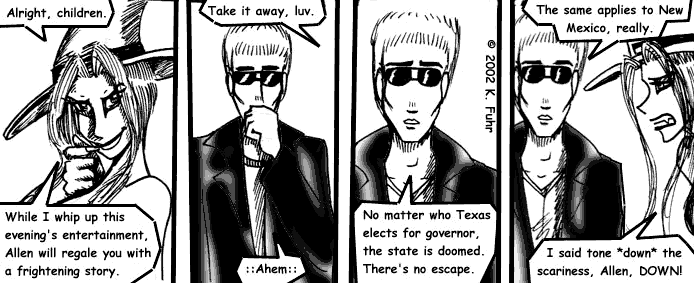 Alright, children.
While I whip up this
evening's entertainment,
Allen will regale you with
a frightening story.
Take it away, luv.
::Ahem::
No matter who Texas
elects for governor,
the state is doomed.
There's no escape.
© 2002 K. Fuhr
The same applies to New
Mexico, really.
I said tone *down* the
scariness, Allen, DOWN!